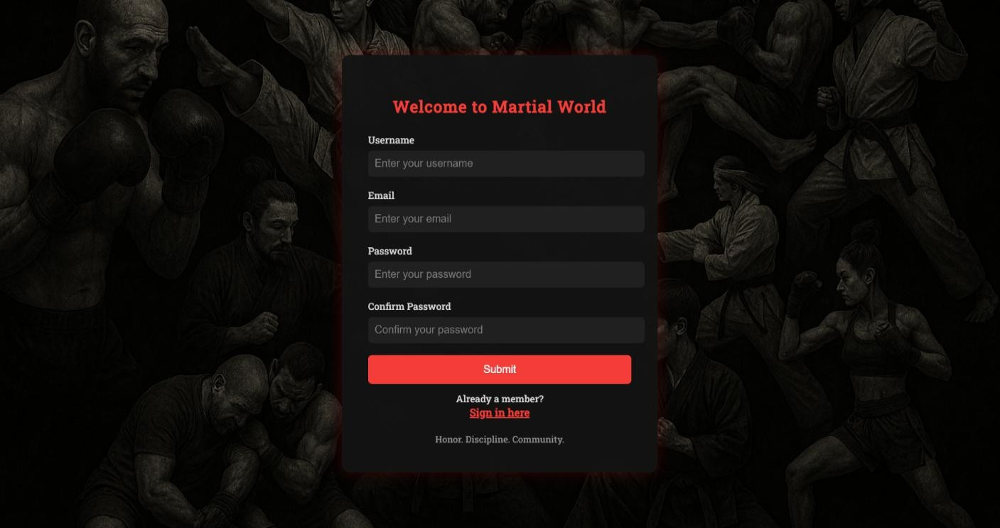 Welcome to Martial World
Username
Enter your username
Email
Enter your email
Password
Enter your password
Confirm Password
Confirm your password
Submit
Already a member?
Sign in here
Honor. Discipline. Community.